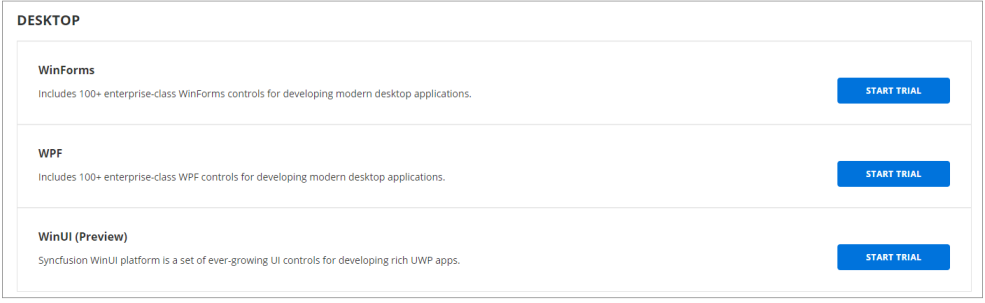 DESKTOP
WinForms
Includes 100+ enterprise-class WinForms controls for developing modern desktop applications.
START TRIAL
WPF
Includes 100+ enterprise-class WPF controls for developing modern desktop applications.
START TRIAL
WinUI (Preview)
Syncfusion WinUI platform is a set of ever-growing UI controls for developing rich UWP apps.
START TRIAL